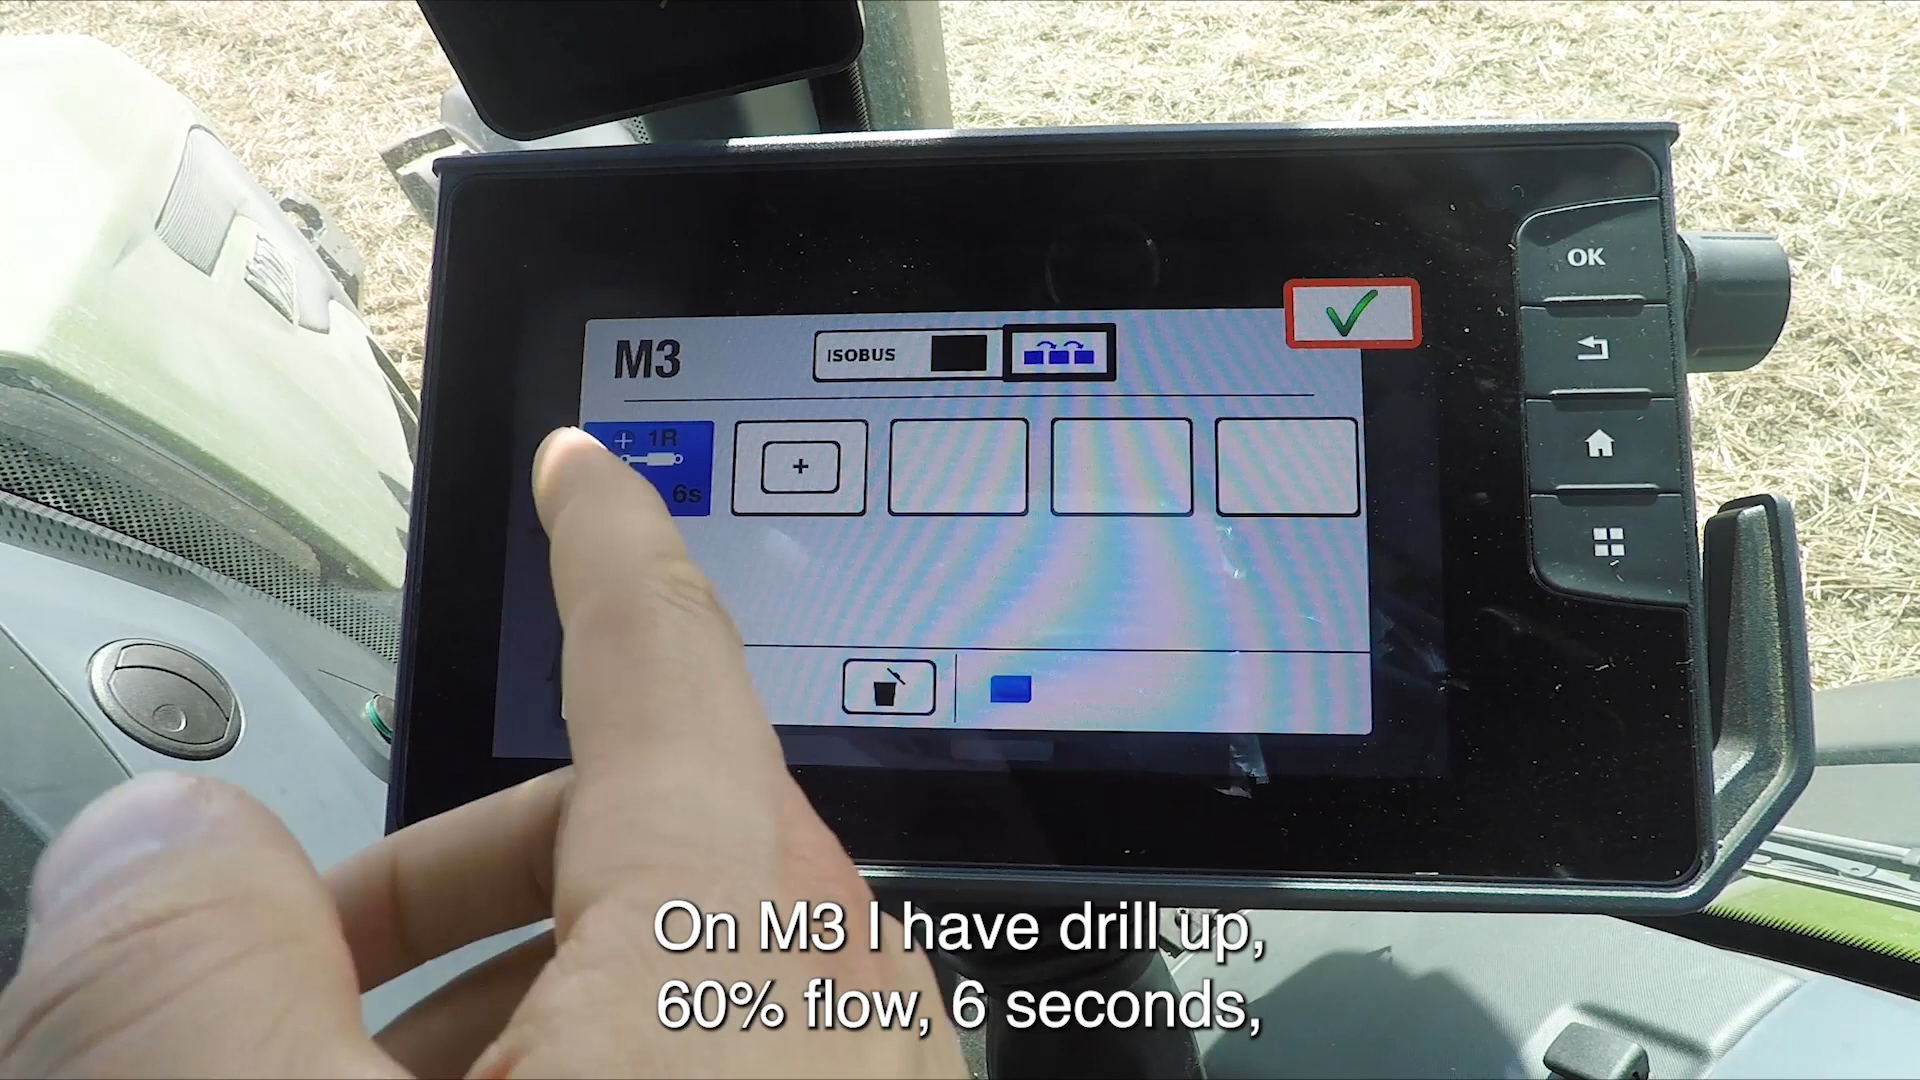 OK
M3
ISOBUS
+ 1R
6s
+
On M3 I have drill up,
60% flow, 6 seconds,